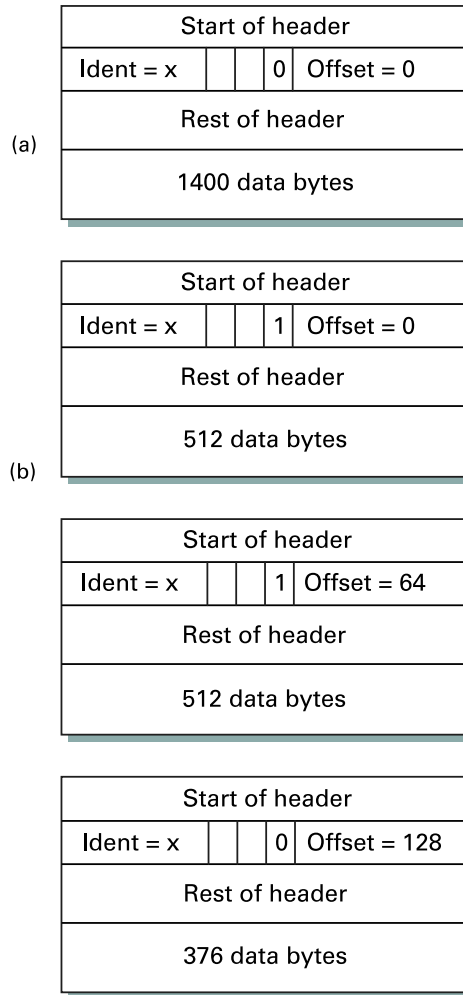 (a)
Start of header
Ident = x 0 Offset = 0
Rest of header
1400 data bytes
(b)
Start of header
Ident = x 1 Offset = 0
Rest of header
512 data bytes
Start of header
Ident = x 1 Offset = 64
Rest of header
512 data bytes
Start of header
Ident = x 0 Offset = 128
Rest of header
376 data bytes